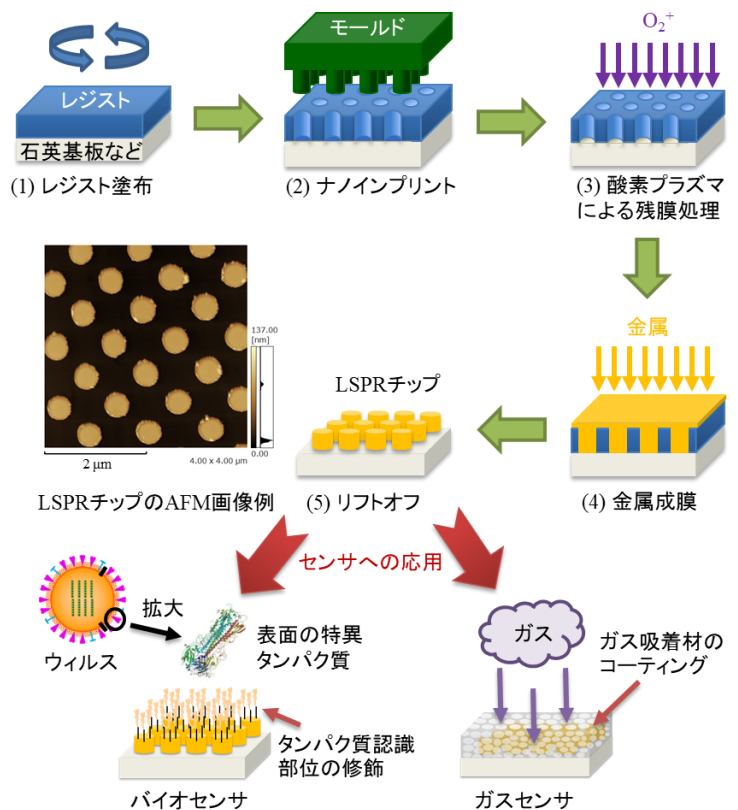 レジスト
石英基板など
(1) レジスト塗布
モールド
(2) ナノインプリント
O₂⁺
(3) 酸素プラズマ
による残膜処理
金属
(4) 金属成膜
LSPRチップ
(5) リフトオフ
137.00
[nm]
0.00
2 μm
4.00 x 4.00 μm
LSPRチップのAFM画像例
センサへの応用
ウィルス
拡大
表面の特異
タンパク質
タンパク質認識
部位の修飾
バイオセンサ
ガス
ガス吸着材の
コーティング
ガスセンサ